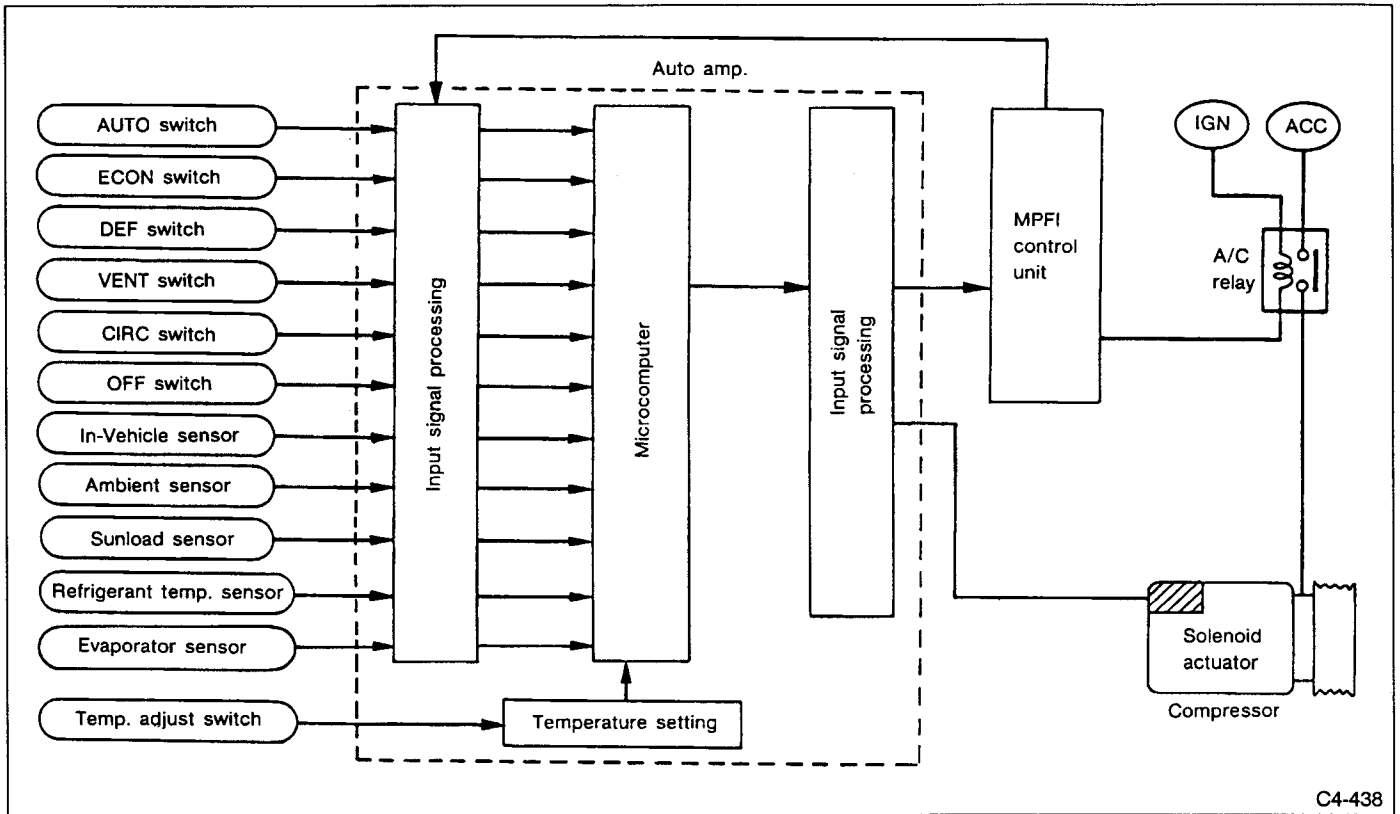 Auto amp.
AUTO switch
ECON switch
DEF switch
VENT switch
CIRC switch
OFF switch
In-Vehicle sensor
Ambient sensor
Sunload sensor
Refrigerant temp. sensor
Evaporator sensor
Temp. adjust switch
Input signal processing
Microcomputer
Temperature setting
Input signal
processing
MPFI
control
unit
IGN
ACC
A/C
relay
Solenoid
actuator
Compressor
C4-438